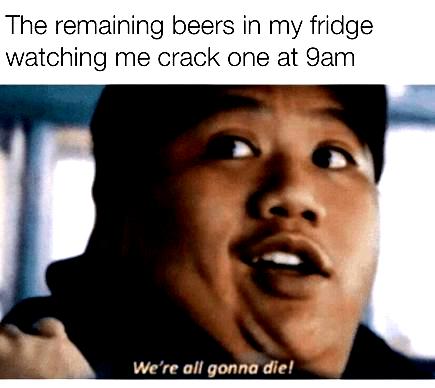 The remaining beers in my fridge
watching me crack one at 9am
We're all gonna die!